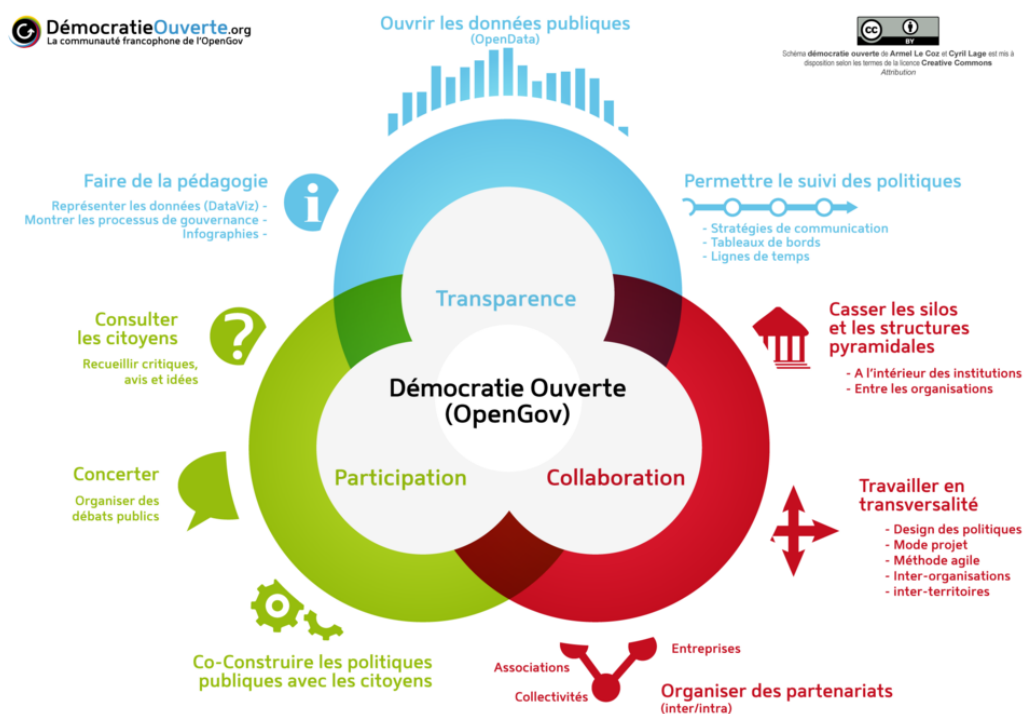 DémocratieOuverte.org
La communauté francophone de l'OpenGov
Ouvrir les données publiques
(OpenData)
cc
BY
Schéma démocratie ouverte de Armel Le Coz et Cyril Lage est mis à
disposition selon les termes de la licence Creative Commons
Attribution
Faire de la pédagogie
Représenter les données (DataViz) -
Montrer les processus de gouvernance -
Infographies -
i
Permettre le suivi des politiques
- Stratégies de communication
- Tableaux de bords
- Lignes de temps
Transparence
Consulter
les citoyens
Recueillir critiques,
avis et idées
?
Casser les silos
et les structures
pyramidales
- A l'intérieur des institutions
- Entre les organisations
Démocratie Ouverte
(OpenGov)
Participation
Collaboration
Concerter
Organiser des
débats publics
Travailler en
transversalité
- Design des politiques
- Mode projet
- Méthode agile
- Inter-organisations
- inter-territoires
Co-Construire les politiques
publiques avec les citoyens
Associations
Entreprises
Collectivités
Organiser des partenariats
(inter/intra)